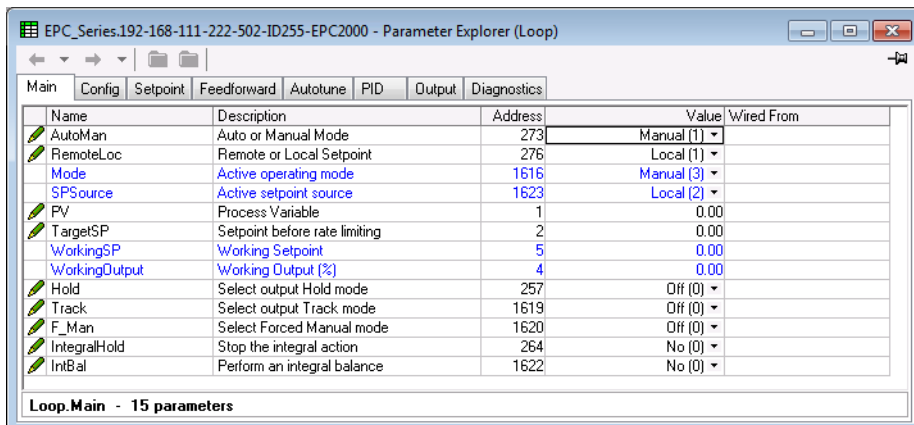 EPC_Series.192-168-111-222-502-ID255-EPC2000 - Parameter Explorer (Loop)
Main Config Setpoint Feedforward Autotune PID Output Diagnostics
Name Description Address Value Wired From
AutoMan Auto or Manual Mode 273 Manual (1)
RemoteLoc Remote or Local Setpoint 276 Local (1)
Mode Active operating mode 1616 Manual (3)
SPSource Active setpoint source 1623 Local (2)
PV Process Variable 1 0.00
TargetSP Setpoint before rate limiting 2 0.00
WorkingSP Working Setpoint 5 0.00
WorkingOutput Working Output (%) 4 0.00
Hold Select output Hold mode 257 Off (0)
Track Select output Track mode 1619 Off (0)
F_Man Select Forced Manual mode 1620 Off (0)
IntegralHold Stop the integral action 264 No (0)
IntBal Perform an integral balance 1622 No (0)
Loop.Main - 15 parameters